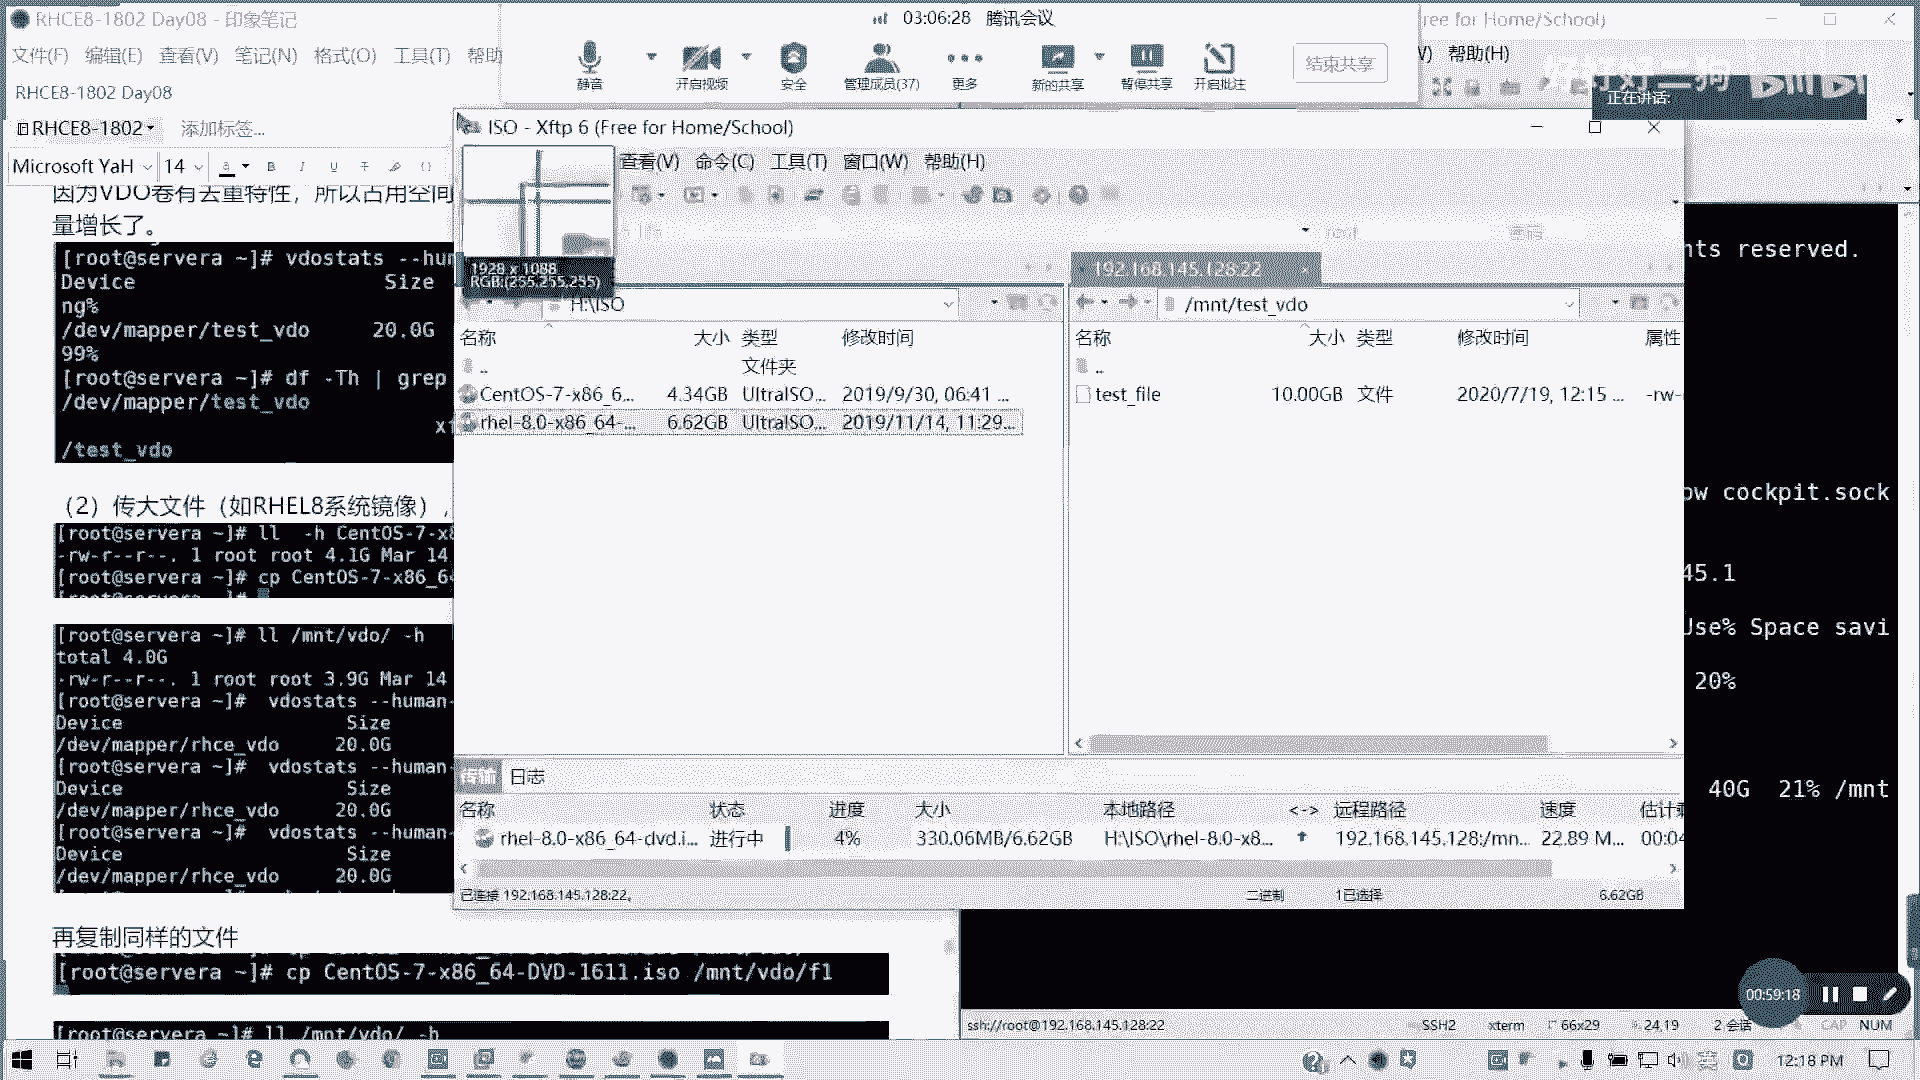 RHCE8-1802 Day08 - 印象笔记
文件(F) 编辑(E) 查看(V) 笔记(N) 格式(O) 工具(T) 帮助
RHCE8-1802 Day08
RHCE8-1802 添加标签...
Microsoft YaH 14
03:06:28 腾讯会议
静音 开启视频 安全 管理成员(37) 更多 新的共享 暂停共享 开启批注 结束共享
ree for Home/School)
帮助(H)
正在讲话:
因为VDO卷有去重特性，所以占用空间
量增长了。
[root@servera ~]# vdostats --hum
Device Size
ng%
/dev/mapper/test_vdo 20.0G
99%
[root@servera ~]# df -Th | grep
/dev/mapper/test_vdo
/test_vdo
（2）传大文件（如RHEL8系统镜像）,
[root@servera ~]# ll -h CentOS-7-x8
-rw-r--r--. 1 root root 4.1G Mar 14
[root@servera ~]# cp CentOS-7-x86_64
[root@servera ~]#
[root@servera ~]# ll /mnt/vdo/ -h
total 4.0G
-rw-r--r--. 1 root root 3.9G Mar 14
[root@servera ~]# vdostats --human-
Device Size
/dev/mapper/rhce_vdo 20.0G
[root@servera ~]# vdostats --human-
Device Size
/dev/mapper/rhce_vdo 20.0G
[root@servera ~]# vdostats --human-
Device Size
/dev/mapper/rhce_vdo 20.0G
再复制同样的文件
[root@servera ~]# cp CentOS-7-x86_64-DVD-1611.iso /mnt/vdo/f1
[root@servera ~]# ll /mnt/vdo/ -h
ISO - Xftp 6 (Free for Home/School)
查看(V) 命令(C) 工具(T) 窗口(W) 帮助(H)
1928 x 1088
RGB:(255,255,255)
root 密码
192.168.145.128:22
H:\ISO
/mnt/test_vdo
名称 大小 类型 修改时间
.. 文件夹
CentOS-7-x86_6... 4.34GB UltraISO... 2019/9/30, 06:41 ...
rhel-8.0-x86_64-... 6.62GB UltraISO... 2019/11/14, 11:29...
名称 大小 类型 修改时间 属性
..
test_file 10.00GB 文件 2020/7/19, 12:15 ... -rw-
传输 日志
名称 状态 进度 大小 本地路径 <-> 远程路径 速度
rhel-8.0-x86_64-dvd.i... 进行中 4% 330.06MB/6.62GB H:\ISO\rhel-8.0-x8... 192.168.145.128:/mn... 22.89 M... 00:04
已连接 192.168.145.128:22。 二进制 1已选择 6.62GB
nts reserved.
ow cockpit.sock
45.1
Use% Space savi
20%
40G 21% /mnt
00:59:18
ssh://root@192.168.145.128:22 SSH2 xterm 66x29 24,19 2 会话 CAP NUM
12:18 PM